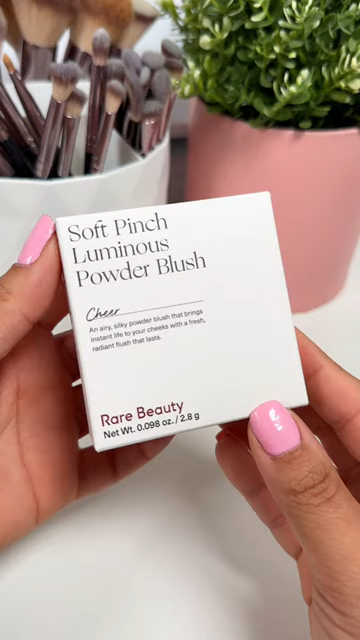 Soft Pinch
Luminous
Powder Blush
Cheer
An airy, silky powder blush that brings
instant life to your cheeks with a fresh,
radiant flush that lasts.
Rare Beauty
Net Wt. 0.098 oz. / 2.8 g